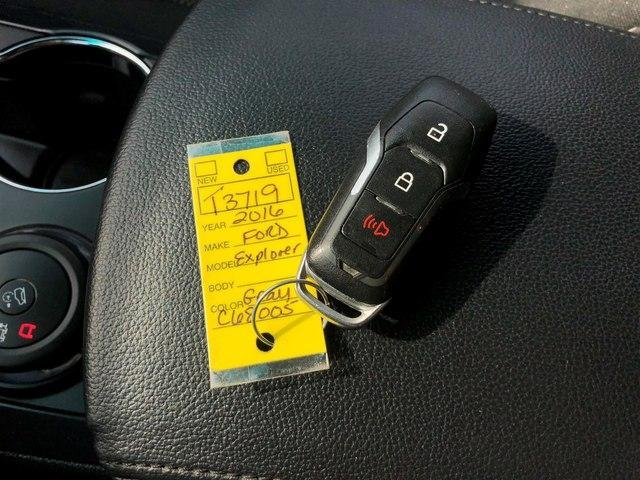 NEW USED
T3719
YEAR 2016
MAKE FORD
MODEL Explorer
BODY
COLOR Gray
C68005